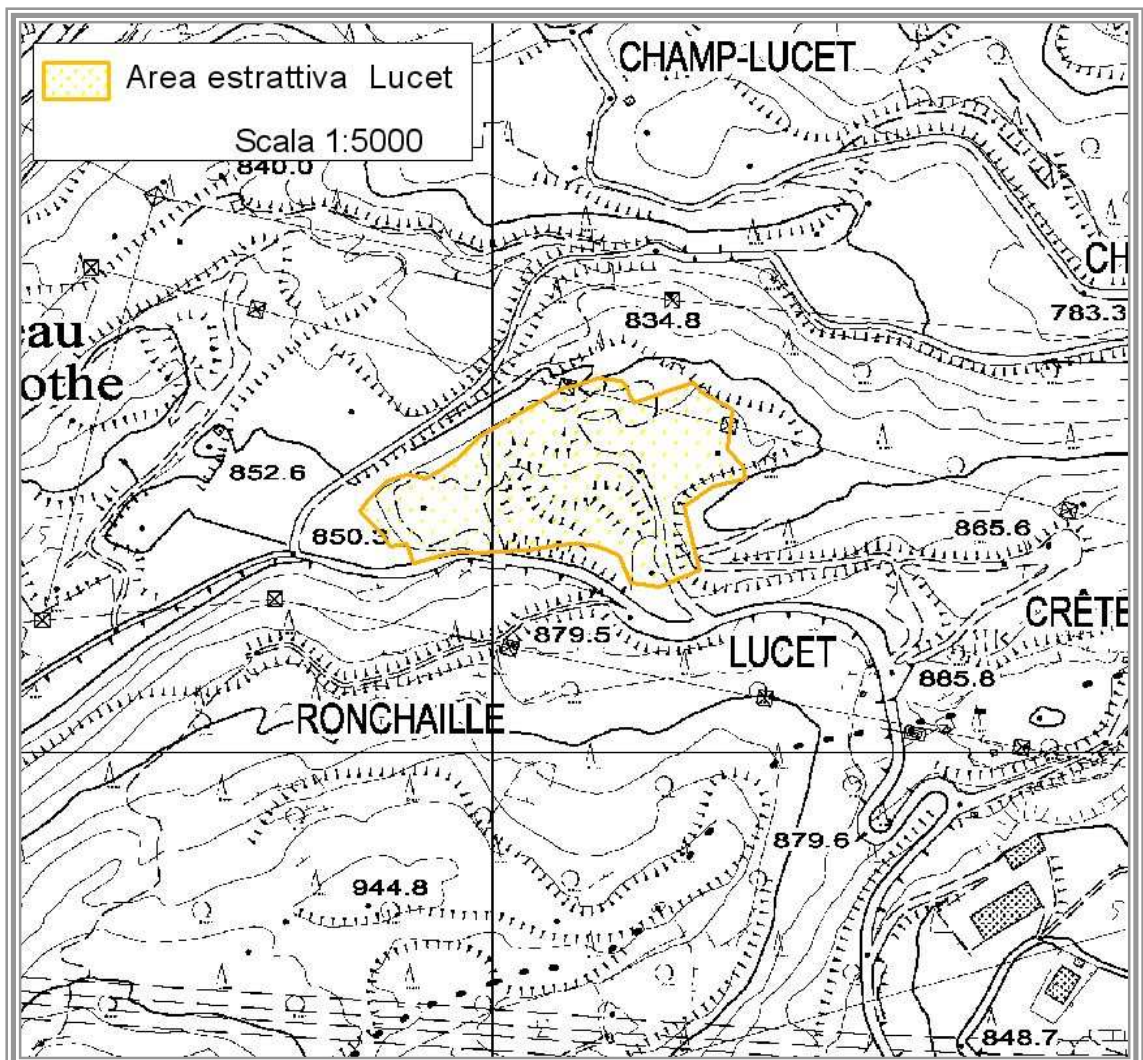 CHAMP-LUCET
Area estrattiva Lucet
Scala 1:5000
840.0
CH
783.3
834.8
au
othe
852.6
850.3
865.6
879.5
CRÊTE
LUCET
885.8
RONCHAILLE
879.6
944.8
848.7